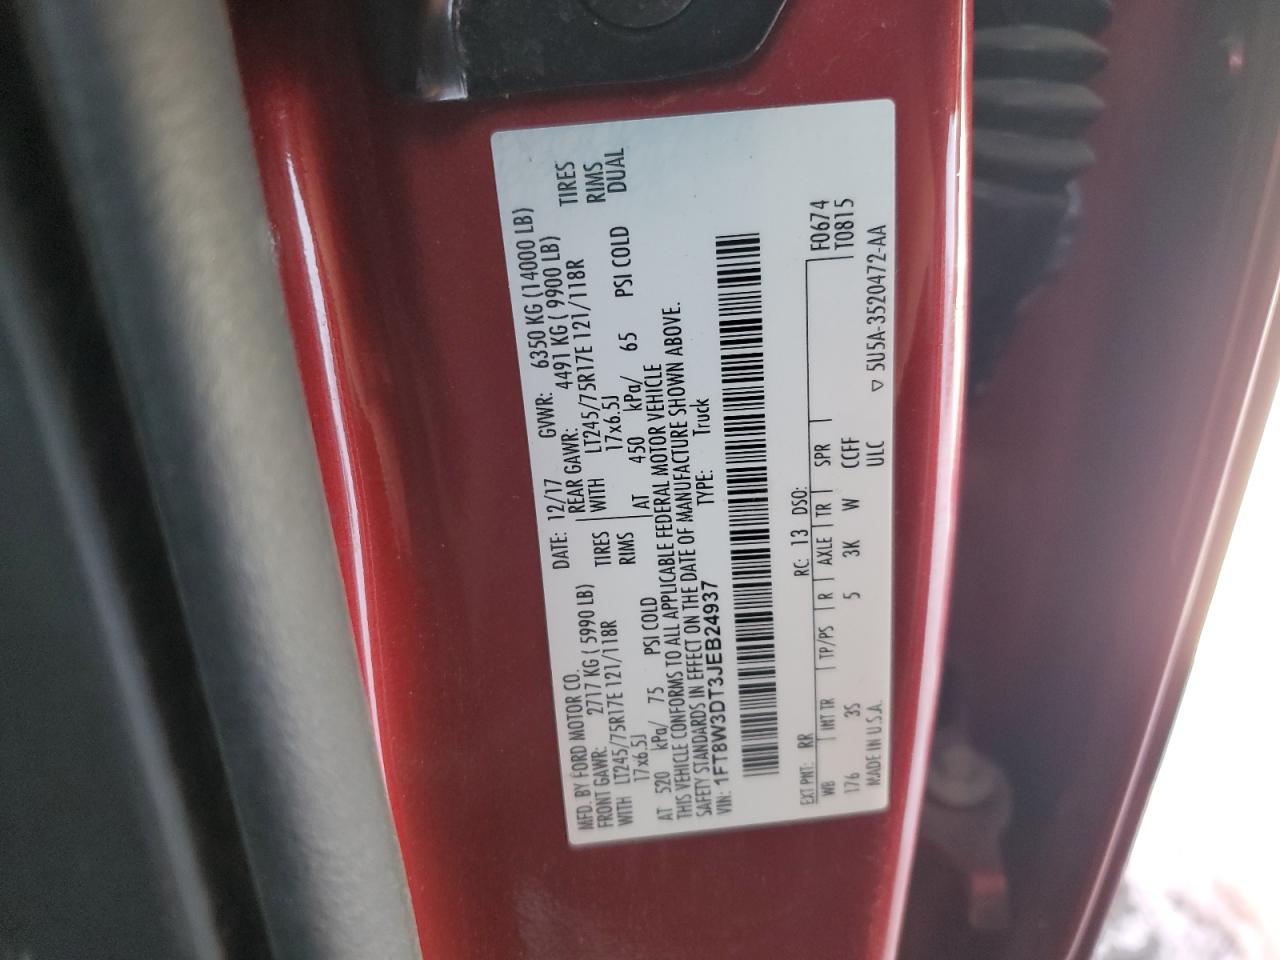 MFD. BY FORD MOTOR CO. DATE: 12/17 GVWR: 6350 KG (14000 LB)
FRONT GAWR: 2717 KG ( 5990 LB) REAR GAWR: 4491 KG ( 9900 LB)
WITH LT245/75R17E 121/118R TIRES WITH LT245/75R17E 121/118R TIRES
17x6.5J RIMS 17x6.5J RIMS
AT 520 kPa/ 75 PSI COLD AT 450 kPa/ 65 PSI COLD DUAL
THIS VEHICLE CONFORMS TO ALL APPLICABLE FEDERAL MOTOR VEHICLE
SAFETY STANDARDS IN EFFECT ON THE DATE OF MANUFACTURE SHOWN ABOVE.
VIN: 1FT8W3DT3JEB24937 TYPE: Truck
EXT PNT: RR RC: 13 DSO: F0674
WB INT TR TP/PS R AXLE TR SPR T0815
176 3S 5 3K W CCFF
MADE IN U.S.A. ULC ▽ 5U5A-3520472-AA